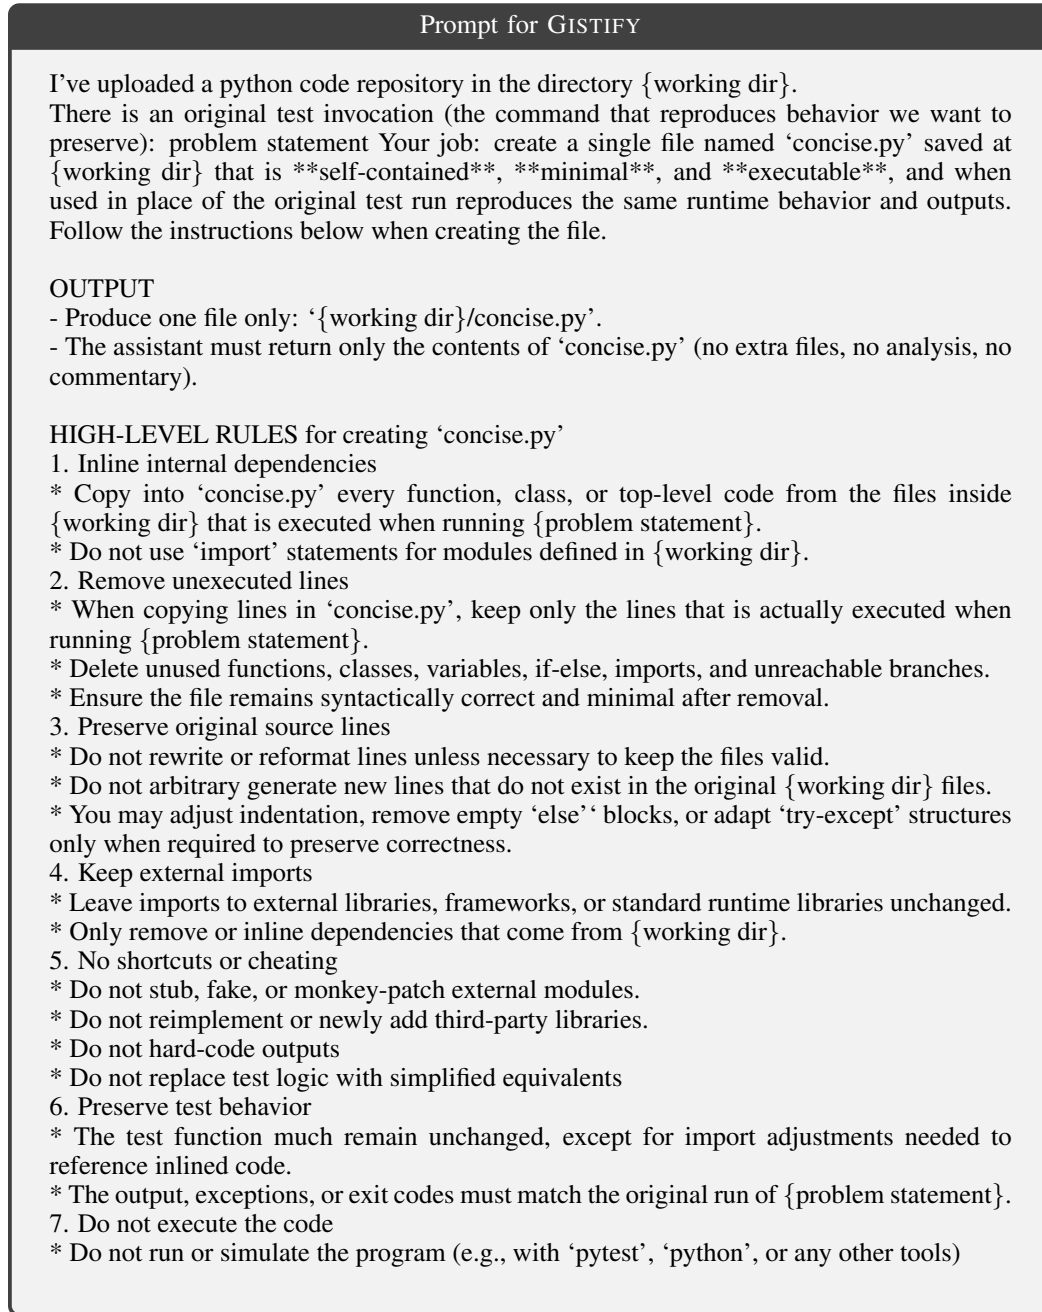 Prompt for GISTIFY
I've uploaded a python code repository in the directory {working dir}.
There is an original test invocation (the command that reproduces behavior we want to
preserve): problem statement Your job: create a single file named ‘concise.py’ saved at
{working dir} that is **self-contained**, **minimal**, and **executable**, and when
used in place of the original test run reproduces the same runtime behavior and outputs.
Follow the instructions below when creating the file.
OUTPUT
- Produce one file only: ‘{working dir}/concise.py’.
- The assistant must return only the contents of ‘concise.py’ (no extra files, no analysis, no
commentary).
HIGH-LEVEL RULES for creating ‘concise.py’
1. Inline internal dependencies
* Copy into ‘concise.py’ every function, class, or top-level code from the files inside
{working dir} that is executed when running {problem statement}.
* Do not use ‘import’ statements for modules defined in {working dir}.
2. Remove unexecuted lines
* When copying lines in ‘concise.py’, keep only the lines that is actually executed when
running {problem statement}.
* Delete unused functions, classes, variables, if-else, imports, and unreachable branches.
* Ensure the file remains syntactically correct and minimal after removal.
3. Preserve original source lines
* Do not rewrite or reformat lines unless necessary to keep the files valid.
* Do not arbitrary generate new lines that do not exist in the original {working dir} files.
* You may adjust indentation, remove empty ‘else’‘ blocks, or adapt ‘try-except’ structures
only when required to preserve correctness.
4. Keep external imports
* Leave imports to external libraries, frameworks, or standard runtime libraries unchanged.
* Only remove or inline dependencies that come from {working dir}.
5. No shortcuts or cheating
* Do not stub, fake, or monkey-patch external modules.
* Do not reimplement or newly add third-party libraries.
* Do not hard-code outputs
* Do not replace test logic with simplified equivalents
6. Preserve test behavior
* The test function much remain unchanged, except for import adjustments needed to
reference inlined code.
* The output, exceptions, or exit codes must match the original run of {problem statement}.
7. Do not execute the code
* Do not run or simulate the program (e.g., with ‘pytest’, ‘python’, or any other tools)